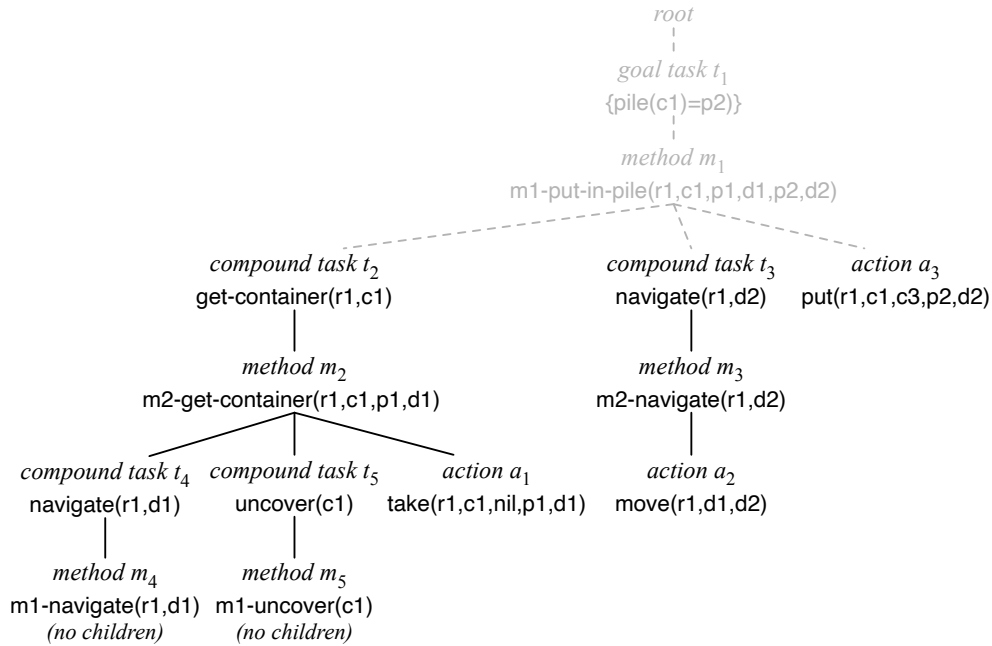 root
goal task t1
{pile(c1)=p2)}
method m1
m1-put-in-pile(r1,c1,p1,d1,p2,d2)
compound task t2
get-container(r1,c1)
compound task t3
navigate(r1,d2)
action a3
put(r1,c1,c3,p2,d2)
method m2
m2-get-container(r1,c1,p1,d1)
method m3
m2-navigate(r1,d2)
compound task t4
navigate(r1,d1)
compound task t5
uncover(c1)
action a1
take(r1,c1,nil,p1,d1)
action a2
move(r1,d1,d2)
method m4
m1-navigate(r1,d1)
(no children)
method m5
m1-uncover(c1)
(no children)